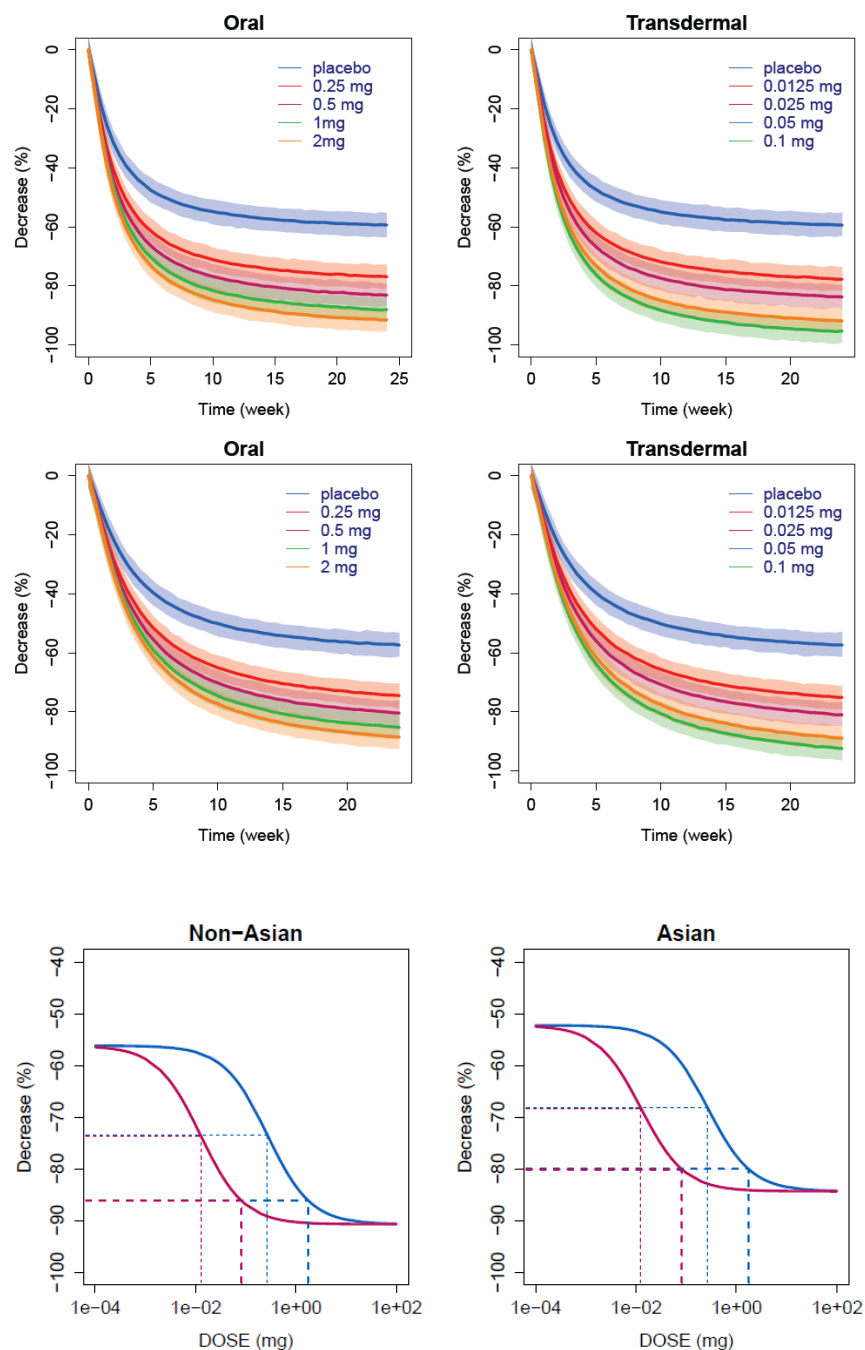 Oral
Decrease (%)
0
−20
−40
−60
−80
−100
placebo
0.25 mg
0.5 mg
1mg
2mg
0 5 10 15 20 25
Time (week)
Transdermal
Decrease (%)
0
−20
−40
−60
−80
−100
placebo
0.0125 mg
0.025 mg
0.05 mg
0.1 mg
0 5 10 15 20
Time (week)
Oral
Decrease (%)
0
−20
−40
−60
−80
−100
placebo
0.25 mg
0.5 mg
1 mg
2 mg
0 5 10 15 20
Time (week)
Transdermal
Decrease (%)
0
−20
−40
−60
−80
−100
placebo
0.0125 mg
0.025 mg
0.05 mg
0.1 mg
0 5 10 15 20
Time (week)
Non−Asian
Decrease (%)
−40
−50
−60
−70
−80
−90
−100
1e−04 1e−02 1e+00 1e+02
DOSE (mg)
Asian
Decrease (%)
−40
−50
−60
−70
−80
−90
−100
1e−04 1e−02 1e+00 1e+02
DOSE (mg)